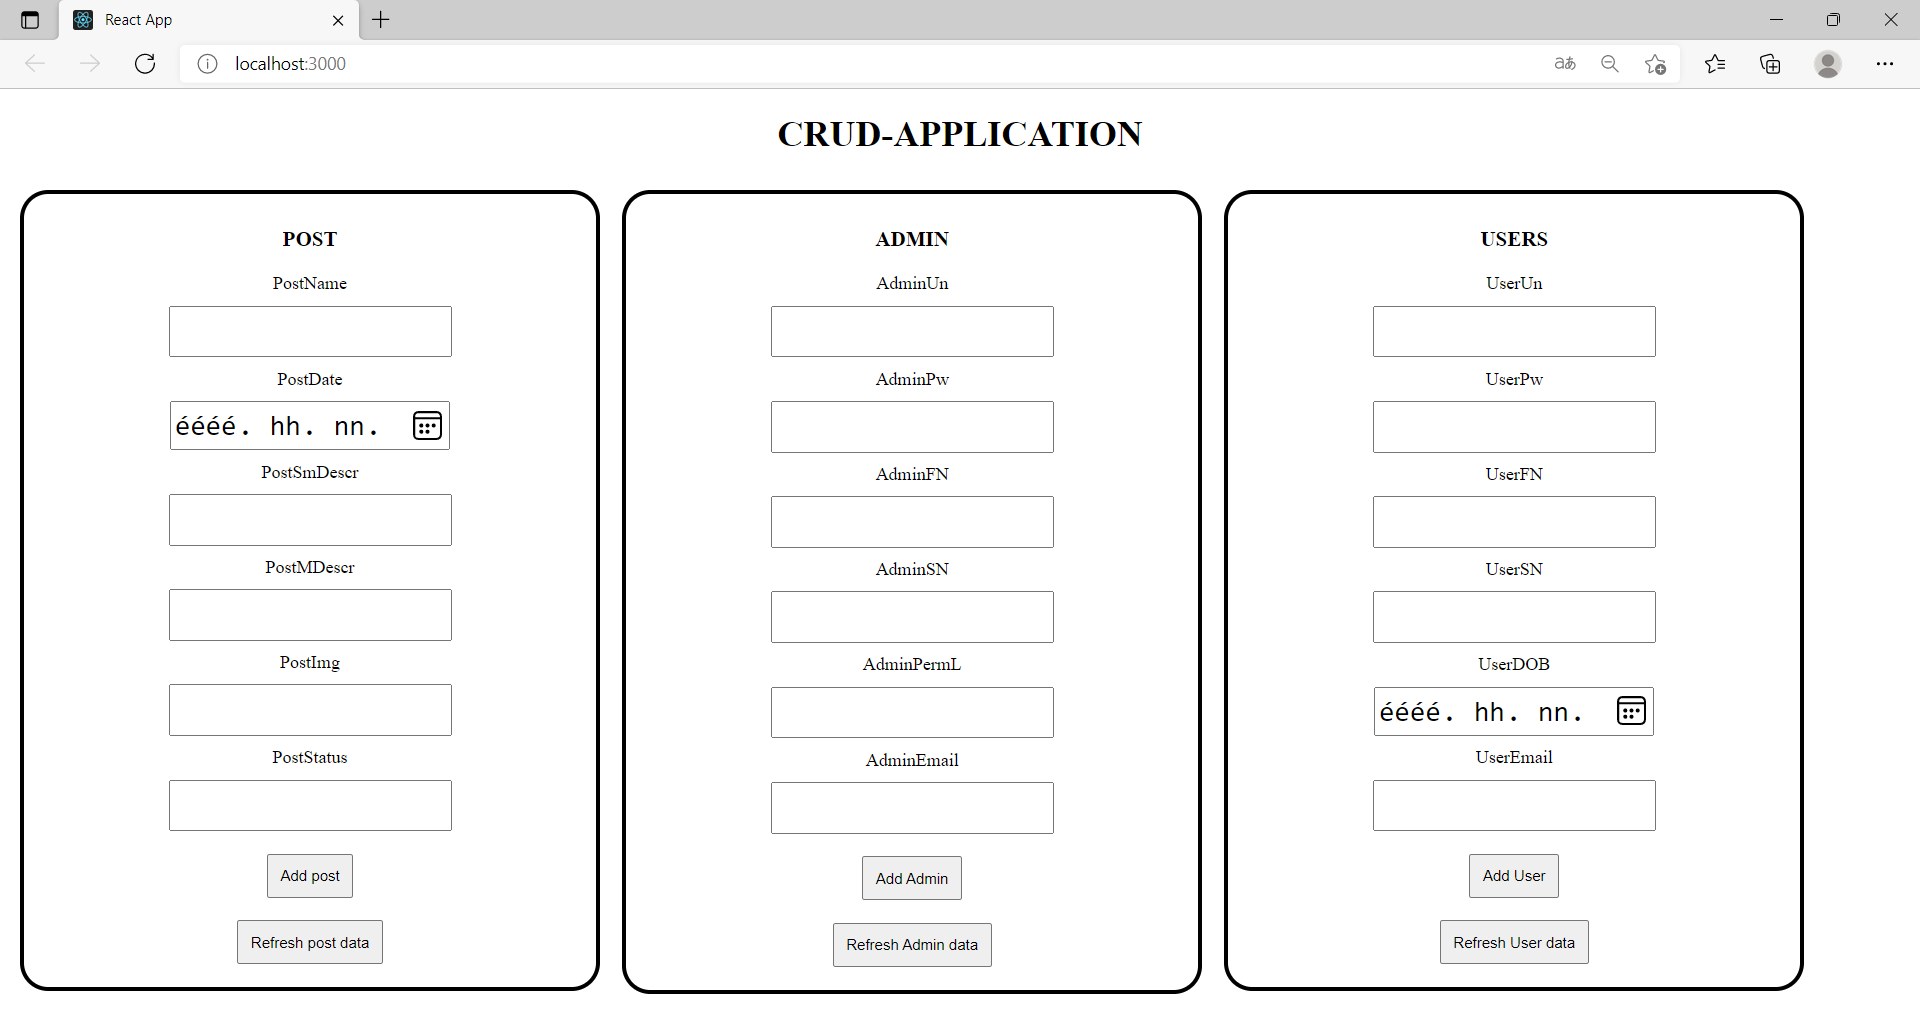 React App
localhost:3000
aあ
CRUD-APPLICATION
POST
PostName
PostDate
éééé. hh. nn.
PostSmDescr
PostMDescr
PostImg
PostStatus
Add post
Refresh post data
ADMIN
AdminUn
AdminPw
AdminFN
AdminSN
AdminPermL
AdminEmail
Add Admin
Refresh Admin data
USERS
UserUn
UserPw
UserFN
UserSN
UserDOB
éééé. hh. nn.
UserEmail
Add User
Refresh User data